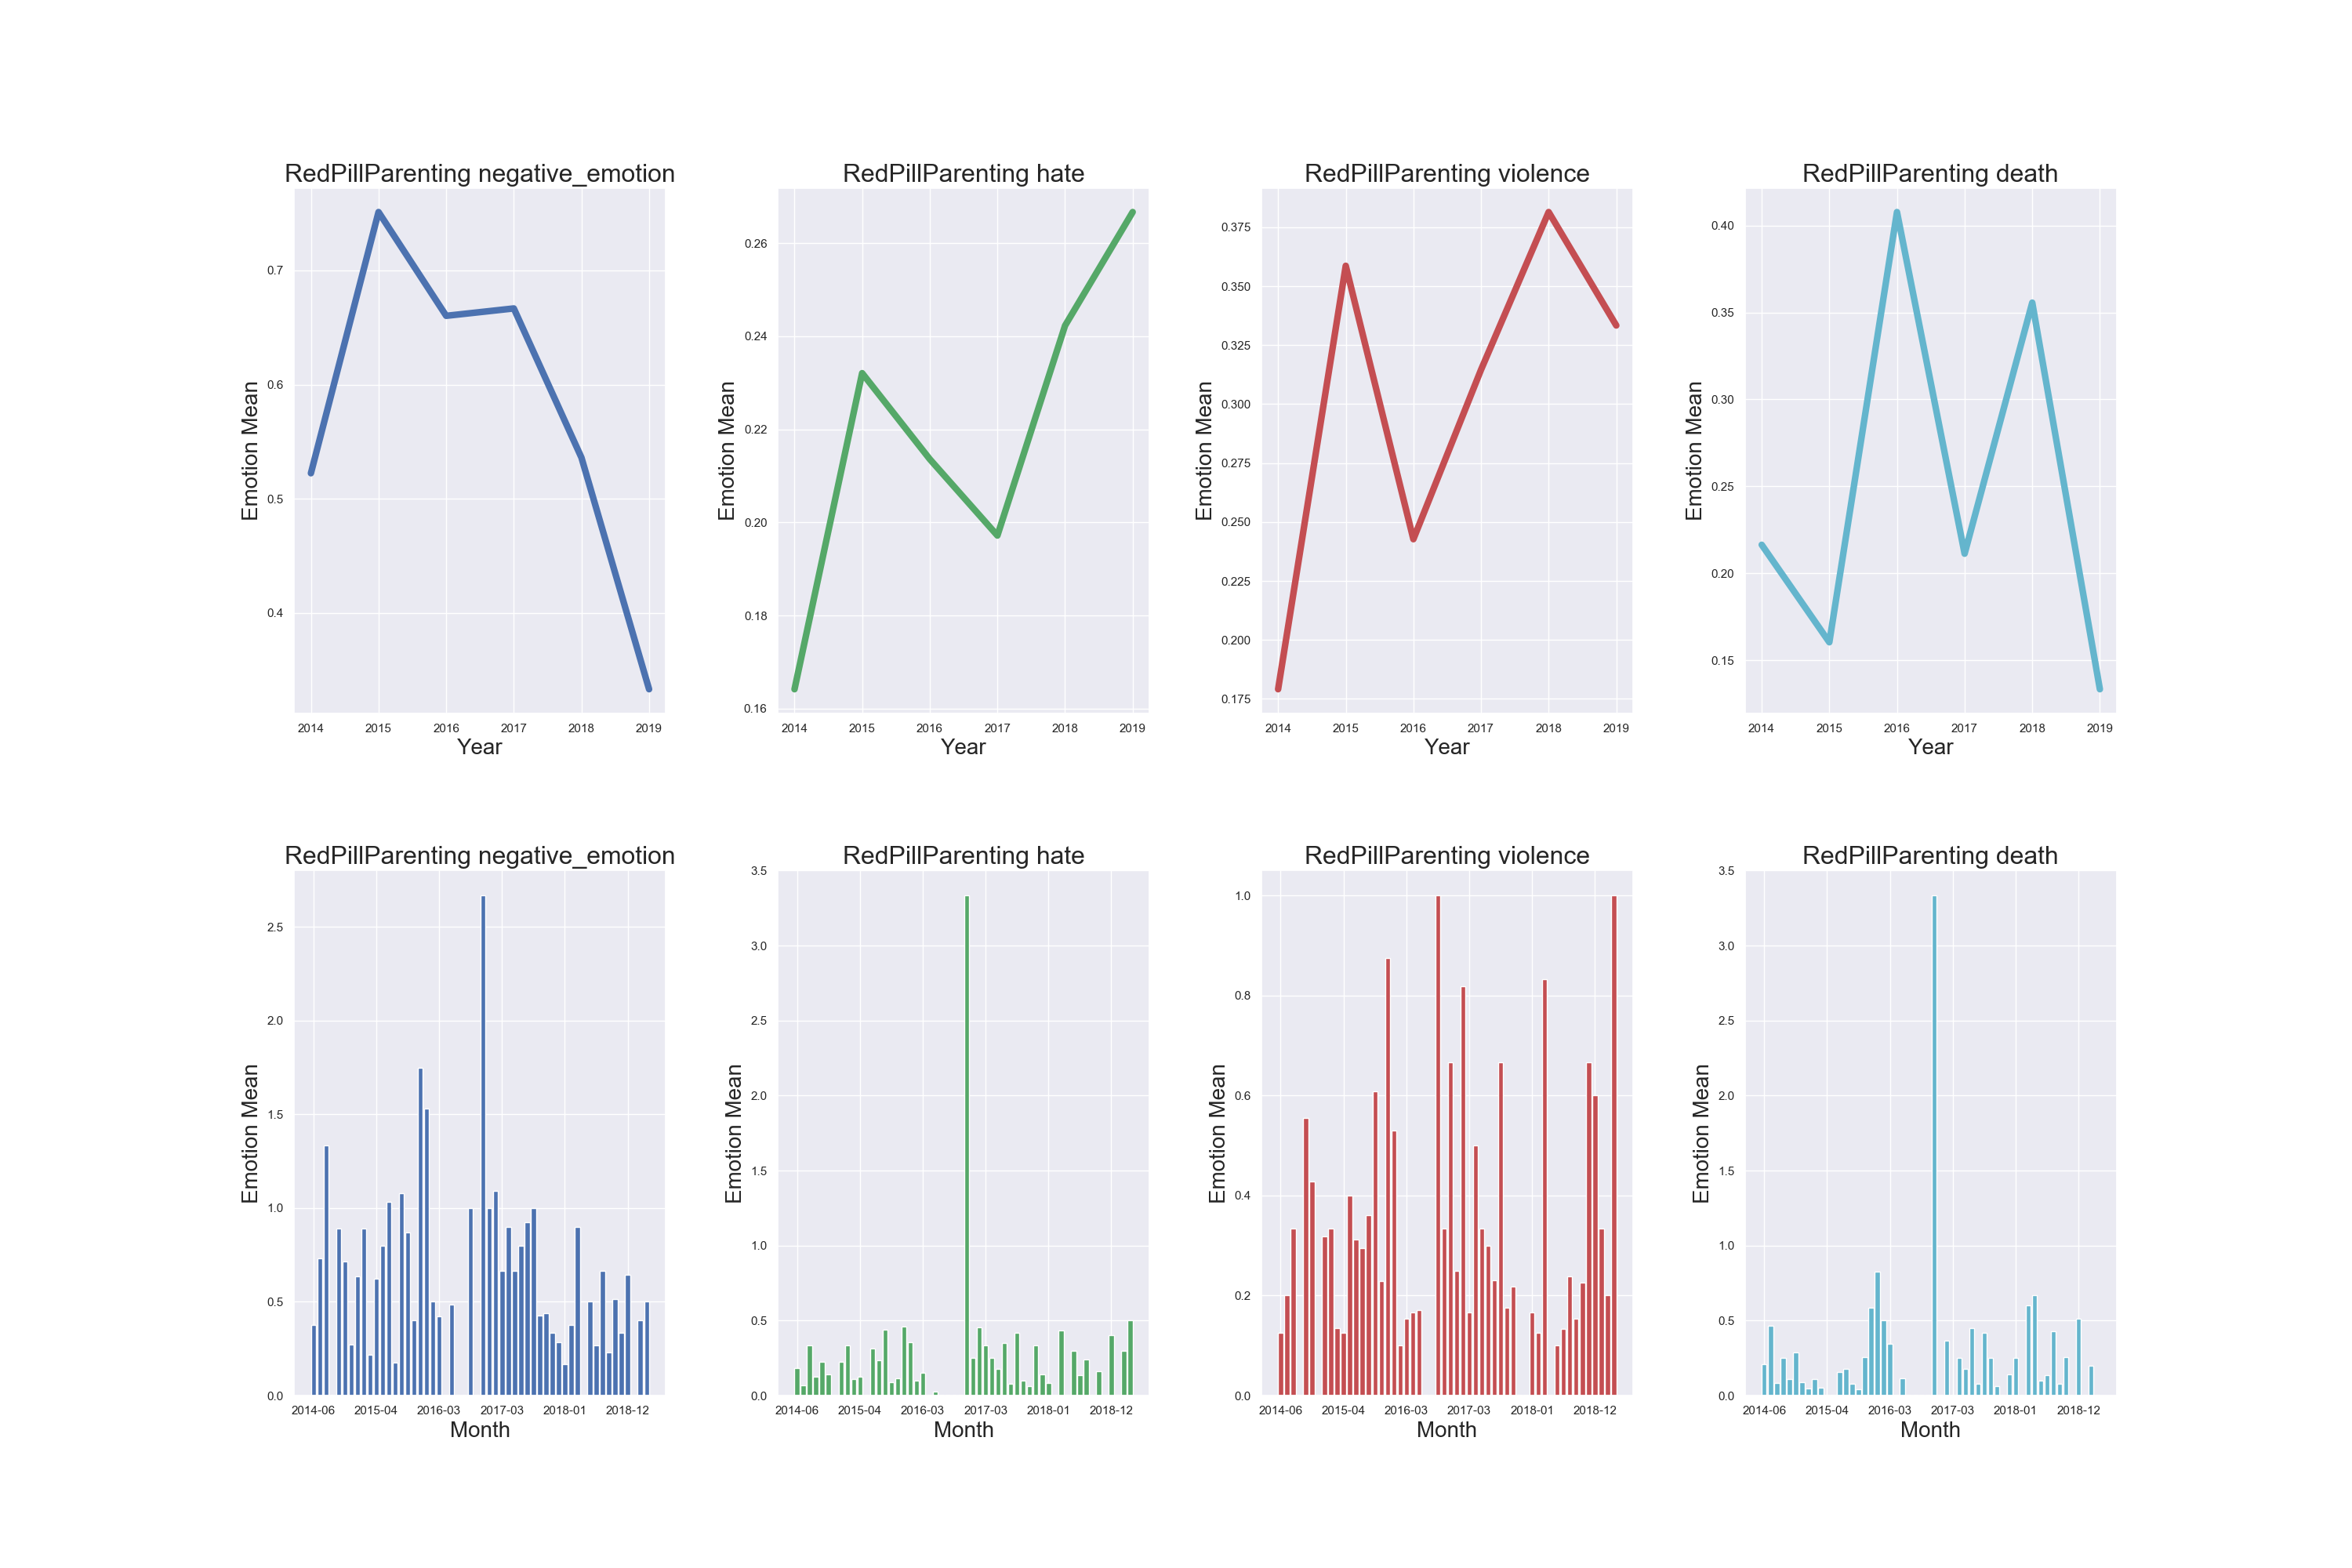 RedPillParenting negative_emotion
Emotion Mean
0.7
0.6
0.5
0.4
2014 2015 2016 2017 2018 2019
Year
RedPillParenting hate
Emotion Mean
0.26
0.24
0.22
0.20
0.18
0.16
2014 2015 2016 2017 2018 2019
Year
RedPillParenting violence
Emotion Mean
0.375
0.350
0.325
0.300
0.275
0.250
0.225
0.200
0.175
2014 2015 2016 2017 2018 2019
Year
RedPillParenting death
Emotion Mean
0.40
0.35
0.30
0.25
0.20
0.15
2014 2015 2016 2017 2018 2019
Year
RedPillParenting negative_emotion
Emotion Mean
2.5
2.0
1.5
1.0
0.5
0.0
2014-06 2015-04 2016-03 2017-03 2018-01 2018-12
Month
RedPillParenting hate
Emotion Mean
3.5
3.0
2.5
2.0
1.5
1.0
0.5
0.0
2014-06 2015-04 2016-03 2017-03 2018-01 2018-12
Month
RedPillParenting violence
Emotion Mean
1.0
0.8
0.6
0.4
0.2
0.0
2014-06 2015-04 2016-03 2017-03 2018-01 2018-12
Month
RedPillParenting death
Emotion Mean
3.5
3.0
2.5
2.0
1.5
1.0
0.5
0.0
2014-06 2015-04 2016-03 2017-03 2018-01 2018-12
Month